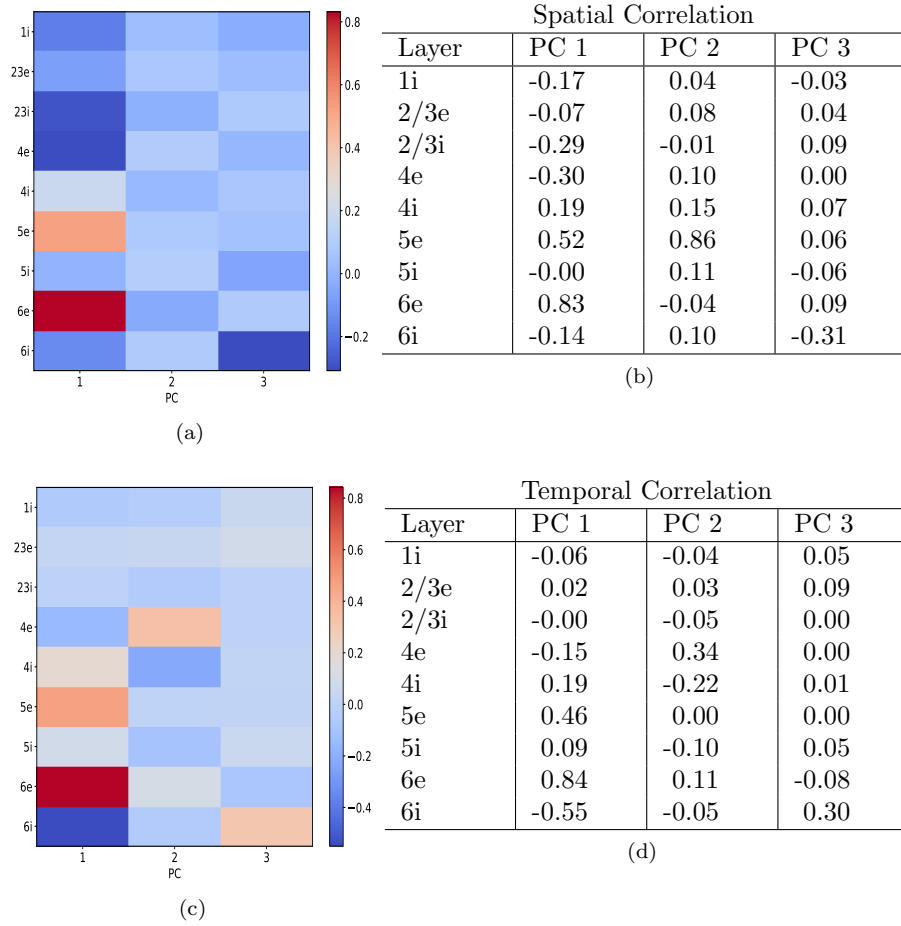 1i
23e
23i
4e
4i
5e
5i
6e
6i
1 2 3
PC
0.8
0.6
0.4
0.2
0.0
−0.2
(a)
Spatial Correlation
Layer PC 1 PC 2 PC 3
1i -0.17 0.04 -0.03
2/3e -0.07 0.08 0.04
2/3i -0.29 -0.01 0.09
4e -0.30 0.10 0.00
4i 0.19 0.15 0.07
5e 0.52 0.86 0.06
5i -0.00 0.11 -0.06
6e 0.83 -0.04 0.09
6i -0.14 0.10 -0.31
(b)
1i
23e
23i
4e
4i
5e
5i
6e
6i
1 2 3
PC
0.8
0.6
0.4
0.2
0.0
−0.2
−0.4
(c)
Temporal Correlation
Layer PC 1 PC 2 PC 3
1i -0.06 -0.04 0.05
2/3e 0.02 0.03 0.09
2/3i -0.00 -0.05 0.00
4e -0.15 0.34 0.00
4i 0.19 -0.22 0.01
5e 0.46 0.00 0.00
5i 0.09 -0.10 0.05
6e 0.84 0.11 -0.08
6i -0.55 -0.05 0.30
(d)